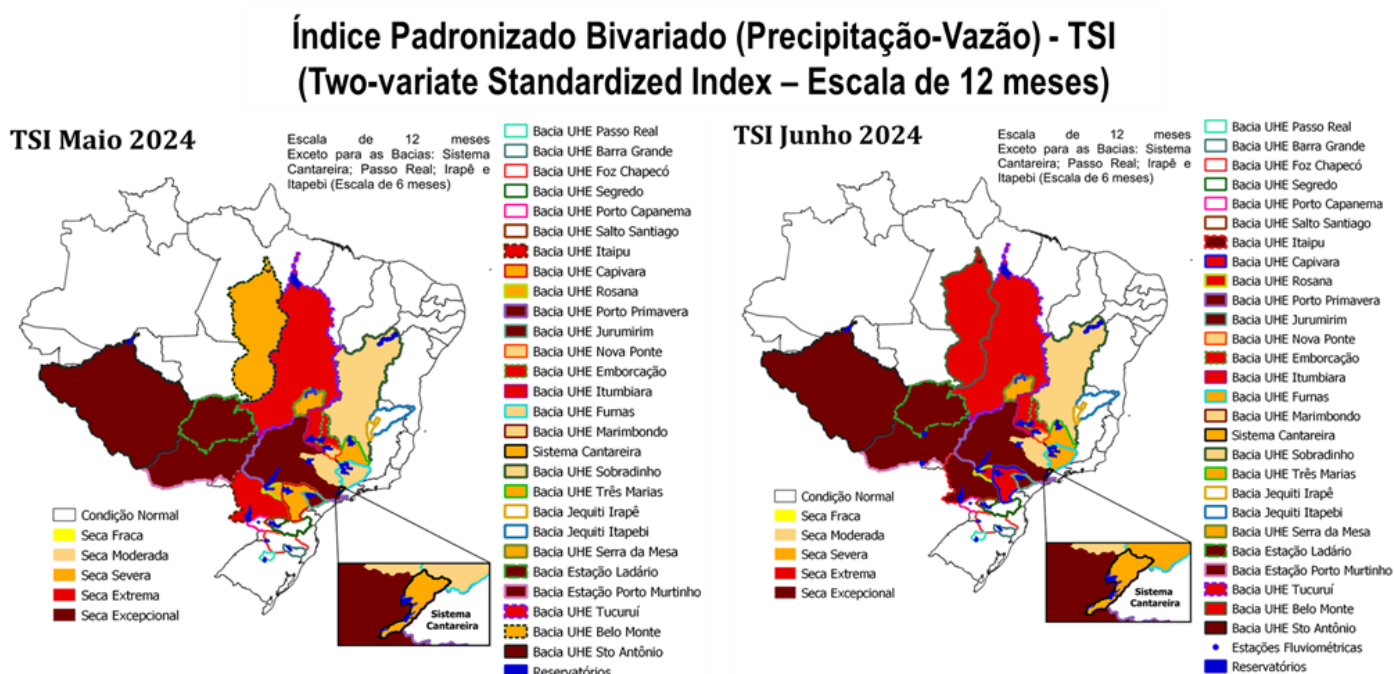 Índice Padronizado Bivariado (Precipitação-Vazão) - TSI
(Two-variate Standardized Index – Escala de 12 meses)
TSI Maio 2024
Escala de 12 meses
Exceto para as Bacias: Sistema
Cantareira; Passo Real; Irapê e
Itapebi (Escala de 6 meses)
Bacia UHE Passo Real
Bacia UHE Barra Grande
Bacia UHE Foz Chapecó
Bacia UHE Segredo
Bacia UHE Porto Capanema
Bacia UHE Salto Santiago
Bacia UHE Itaipu
Bacia UHE Capivara
Bacia UHE Rosana
Bacia UHE Porto Primavera
Bacia UHE Jurumirim
Bacia UHE Nova Ponte
Bacia UHE Emborcação
Bacia UHE Itumbiara
Bacia UHE Furnas
Bacia UHE Marimbondo
Sistema Cantareira
Bacia UHE Sobradinho
Bacia UHE Três Marias
Bacia Jequiti Irapê
Bacia Jequiti Itapebi
Bacia UHE Serra da Mesa
Bacia Estação Ladário
Bacia Estação Porto Murtinho
Bacia UHE Tucuruí
Bacia UHE Belo Monte
Bacia UHE Sto Antônio
Reservatórios
Condição Normal
Seca Fraca
Seca Moderada
Seca Severa
Seca Extrema
Seca Excepcional
Sistema
Cantareira
TSI Junho 2024
Escala de 12 meses
Exceto para as Bacias: Sistema
Cantareira; Passo Real; Irapê e
Itapebi (Escala de 6 meses)
Bacia UHE Passo Real
Bacia UHE Barra Grande
Bacia UHE Foz Chapecó
Bacia UHE Segredo
Bacia UHE Porto Capanema
Bacia UHE Salto Santiago
Bacia UHE Itaipu
Bacia UHE Capivara
Bacia UHE Rosana
Bacia UHE Porto Primavera
Bacia UHE Jurumirim
Bacia UHE Nova Ponte
Bacia UHE Emborcação
Bacia UHE Itumbiara
Bacia UHE Furnas
Bacia UHE Marimbondo
Sistema Cantareira
Bacia UHE Sobradinho
Bacia UHE Três Marias
Bacia Jequiti Irapê
Bacia Jequiti Itapebi
Bacia UHE Serra da Mesa
Bacia Estação Ladário
Bacia Estação Porto Murtinho
Bacia UHE Tucuruí
Bacia UHE Belo Monte
Bacia UHE Sto Antônio
Estações Fluviométricas
Reservatórios
Condição Normal
Seca Fraca
Seca Moderada
Seca Severa
Seca Extrema
Seca Excepcional
Sistema
Cantareira